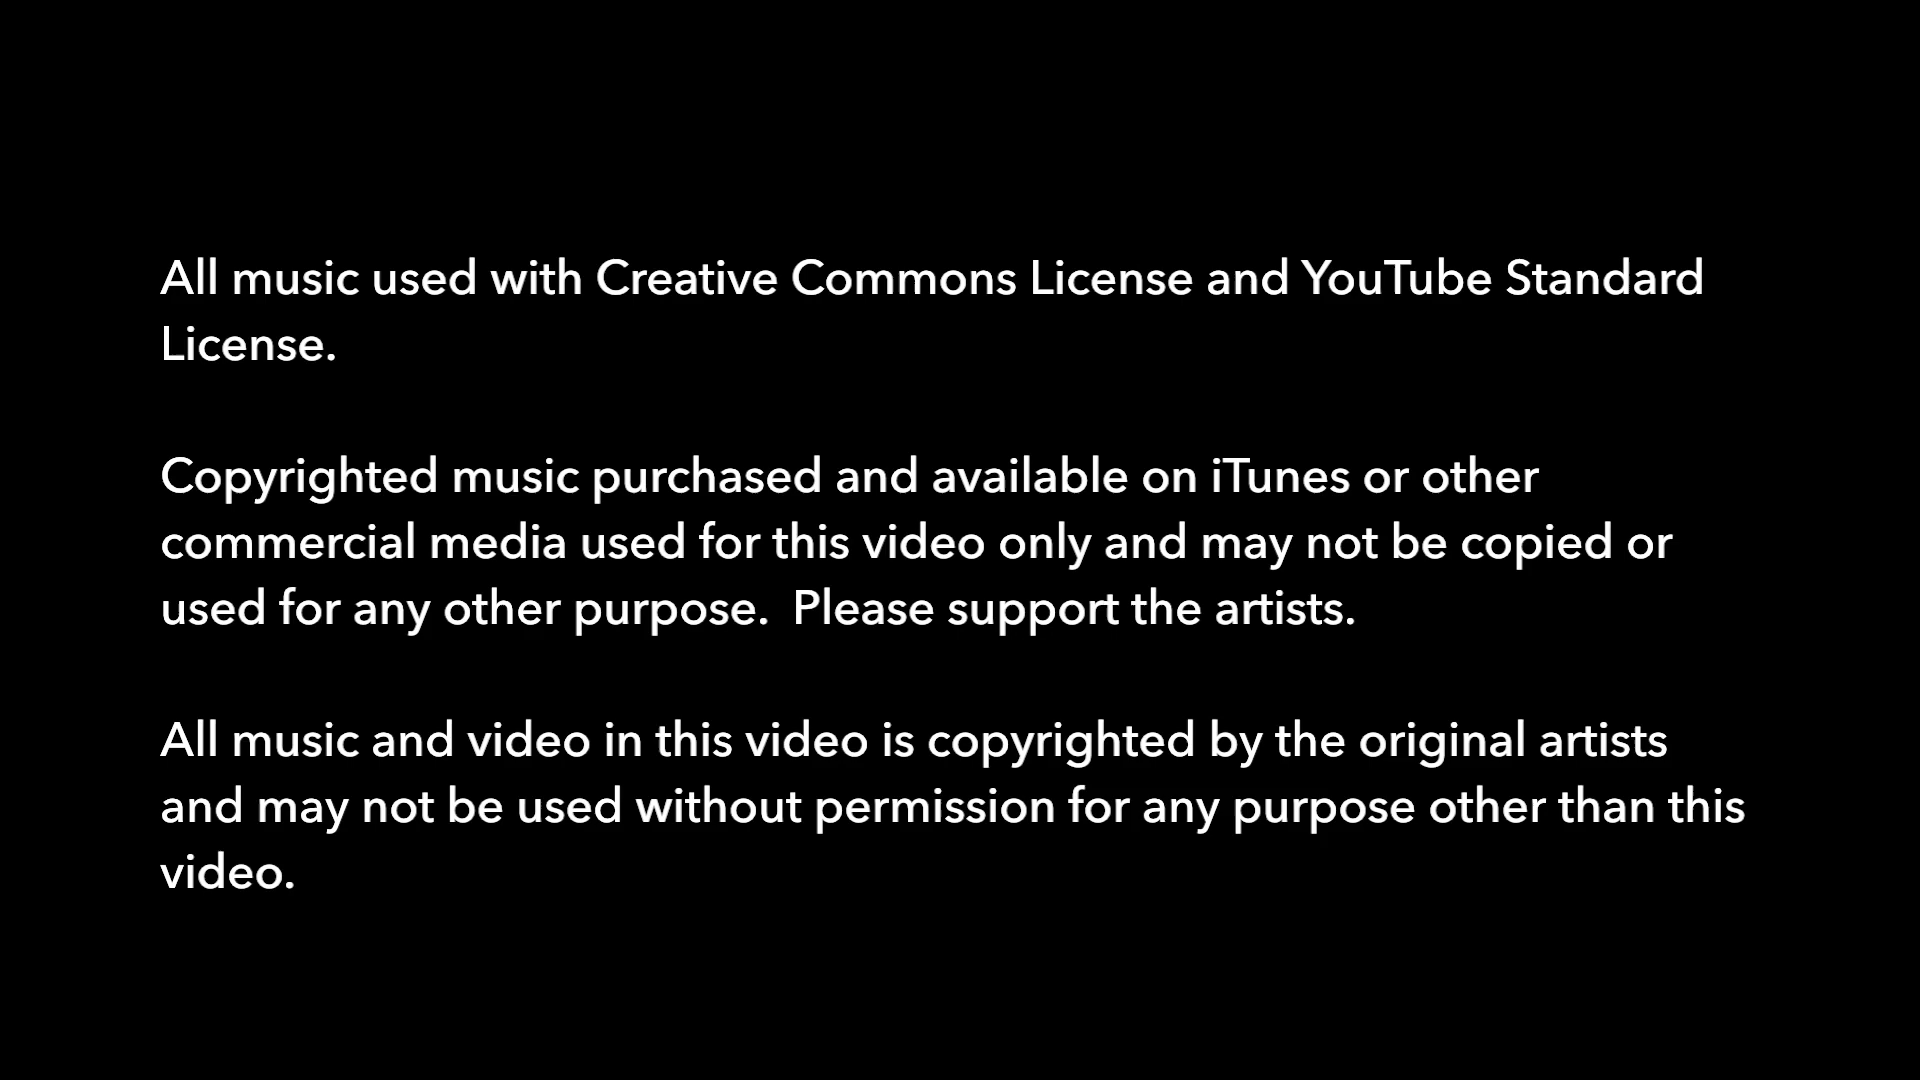 All music used with Creative Commons License and YouTube Standard
License.
Copyrighted music purchased and available on iTunes or other
commercial media used for this video only and may not be copied or
used for any other purpose.  Please support the artists.
All music and video in this video is copyrighted by the original artists
and may not be used without permission for any purpose other than this
video.